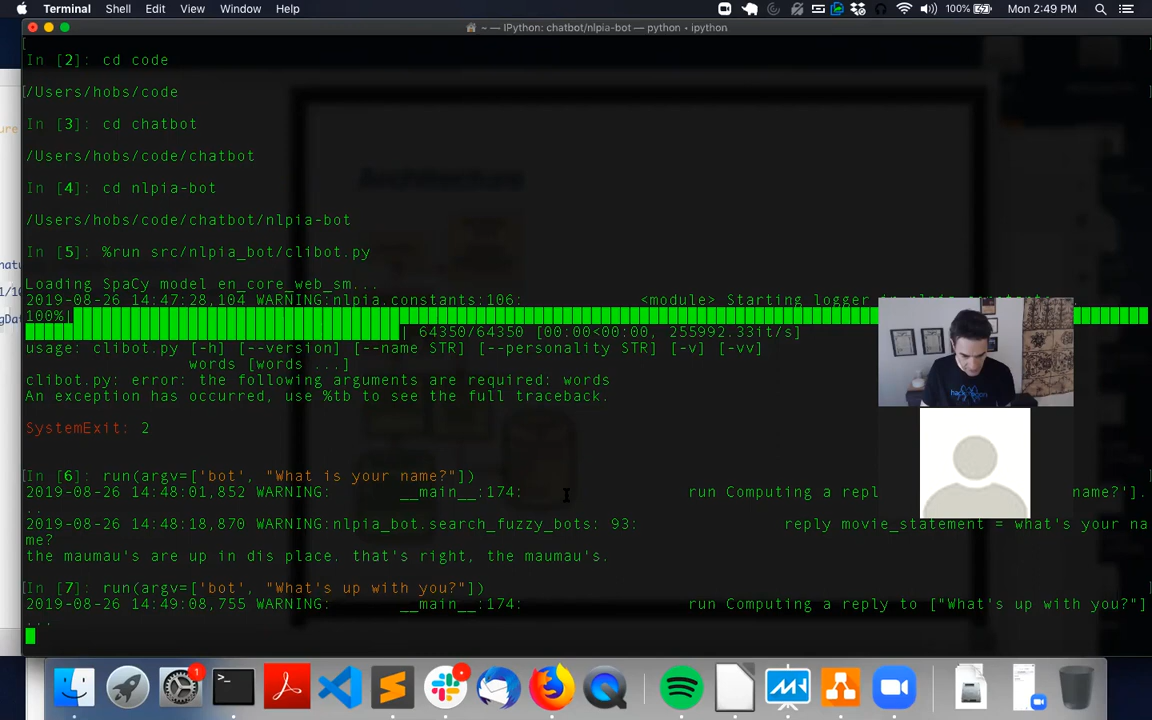 Terminal Shell Edit View Window Help 100% Mon 2:49 PM
~ — IPython: chatbot/nlpia-bot — python • ipython
In [2]: cd code
/Users/hobs/code
In [3]: cd chatbot
/Users/hobs/code/chatbot
In [4]: cd nlpia-bot
/Users/hobs/code/chatbot/nlpia-bot
In [5]: %run src/nlpia_bot/clibot.py
Loading SpaCy model en_core_web_sm...
2019-08-26 14:47:28,104 WARNING:nlpia.constants:106: <module> Starting logger in nlpia.constants...
100%|
| 64350/64350 [00:00<00:00, 255992.33it/s]
usage: clibot.py [-h] [--version] [--name STR] [--personality STR] [-v] [-vv]
words [words ...]
clibot.py: error: the following arguments are required: words
An exception has occurred, use %tb to see the full traceback.
SystemExit: 2
In [6]: run(argv=['bot', "What is your name?"])
2019-08-26 14:48:01,852 WARNING: __main__:174: run Computing a repl name?'].
..
2019-08-26 14:48:18,870 WARNING:nlpia_bot.search_fuzzy_bots: 93: reply movie_statement = what's your na
me?
the maumau's are up in dis place. that's right, the maumau's.
In [7]: run(argv=['bot', "What's up with you?"])
2019-08-26 14:49:08,755 WARNING: __main__:174: run Computing a reply to ["What's up with you?"]
...
Architecture